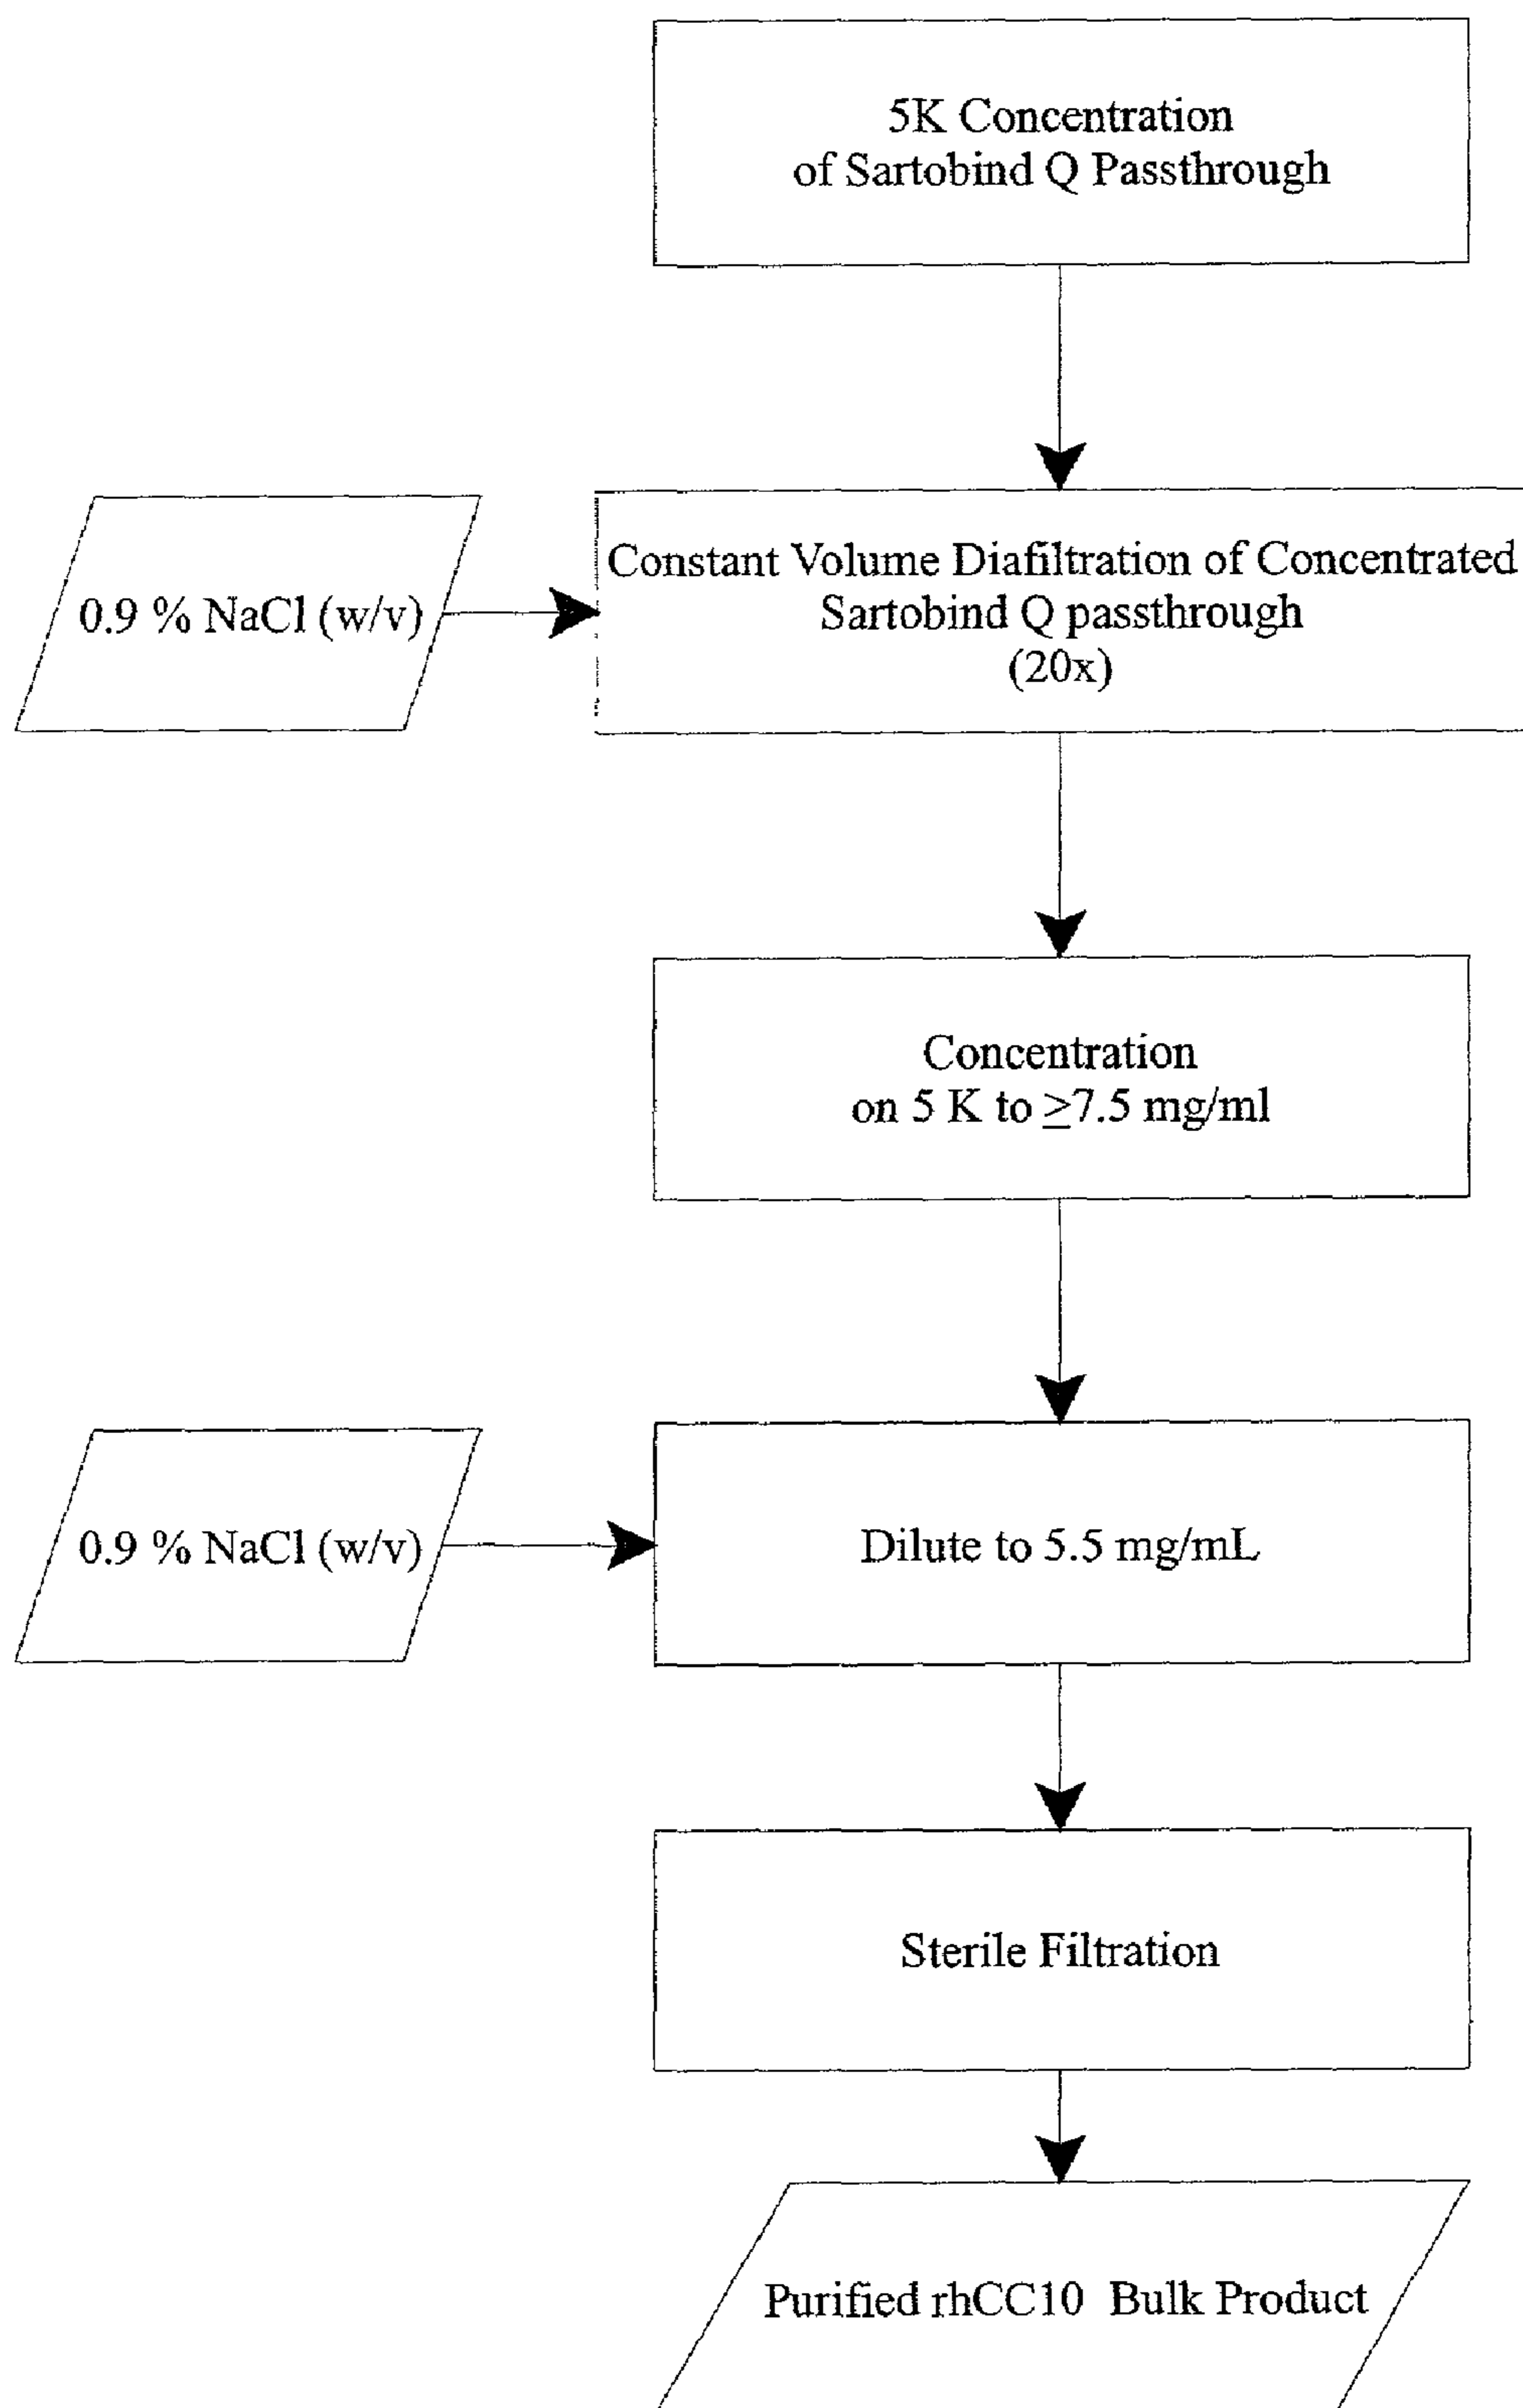 5K Concentration
of Sartobind Q Passthrough
0.9 % NaCl (w/v)
Constant Volume Diafiltration of Concentrated
Sartobind Q passthrough
(20x)
Concentration
on 5 K to ≥7.5 mg/ml
0.9 % NaCl (w/v)
Dilute to 5.5 mg/mL
Sterile Filtration
Purified rhCC10 Bulk Product